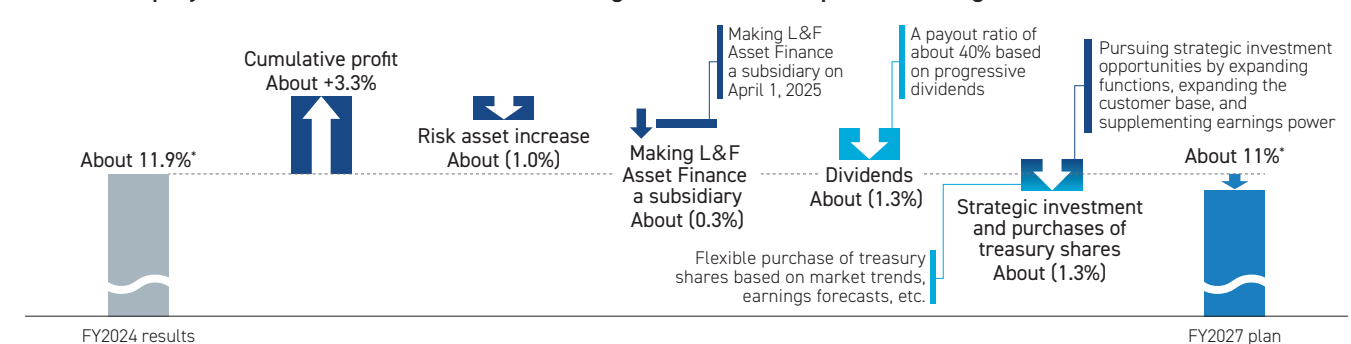 Cumulative profit
About +3.3%
Making L&F
Asset Finance
a subsidiary on
April 1, 2025
A payout ratio of
about 40% based
on progressive
dividends
Pursuing strategic investment
opportunities by expanding
functions, expanding the
customer base, and
supplementing earnings power
About 11.9%*
Risk asset increase
About (1.0%)
Making L&F
Asset Finance
a subsidiary
About (0.3%)
Dividends
About (1.3%)
Strategic investment
and purchases of
treasury shares
About (1.3%)
About 11%*
Flexible purchase of treasury
shares based on market trends,
earnings forecasts, etc.
FY2024 results
FY2027 plan